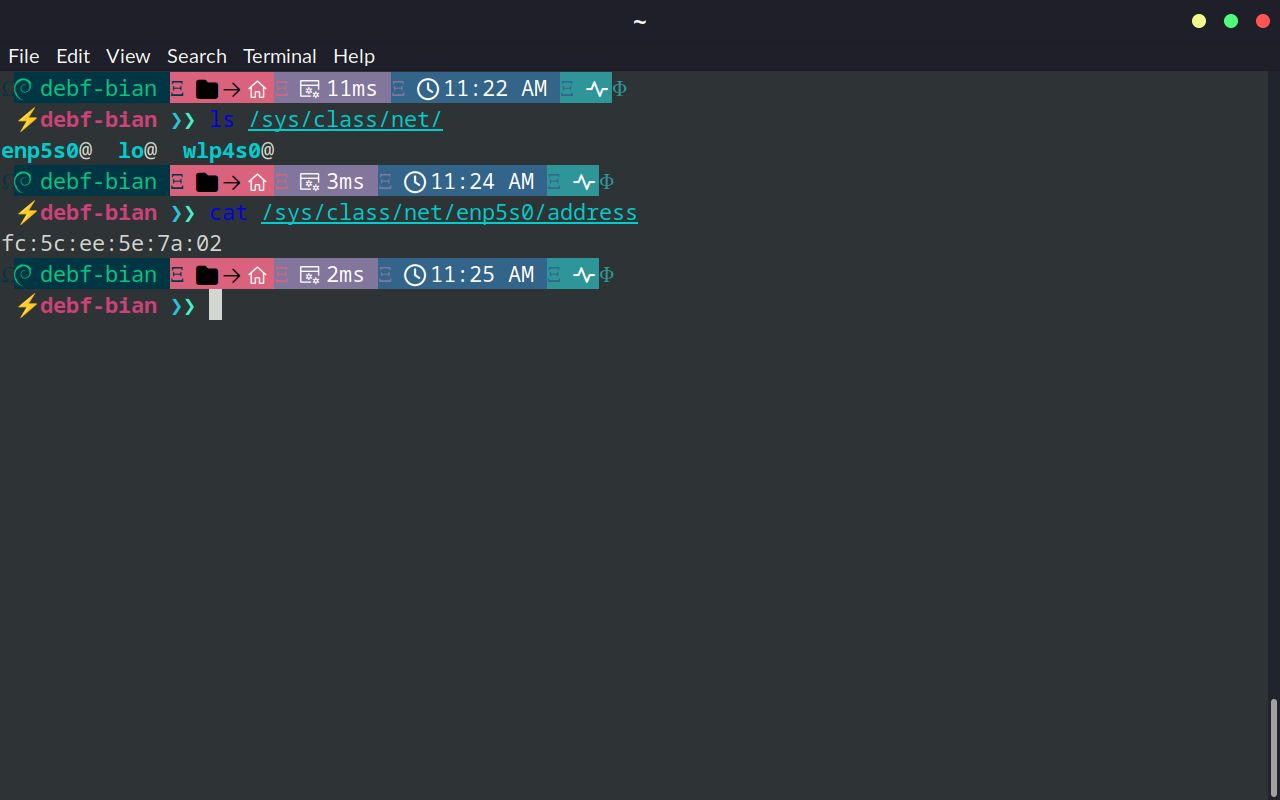 ~
File Edit View Search Terminal Help
debf-bian Ξ → Ξ 11ms Ξ 11:22 AM Ξ Φ
⚡debf-bian ❯❯ ls /sys/class/net/
enp5s0@ lo@ wlp4s0@
debf-bian Ξ → Ξ 3ms Ξ 11:24 AM Ξ Φ
⚡debf-bian ❯❯ cat /sys/class/net/enp5s0/address
fc:5c:ee:5e:7a:02
debf-bian Ξ → Ξ 2ms Ξ 11:25 AM Ξ Φ
⚡debf-bian ❯❯